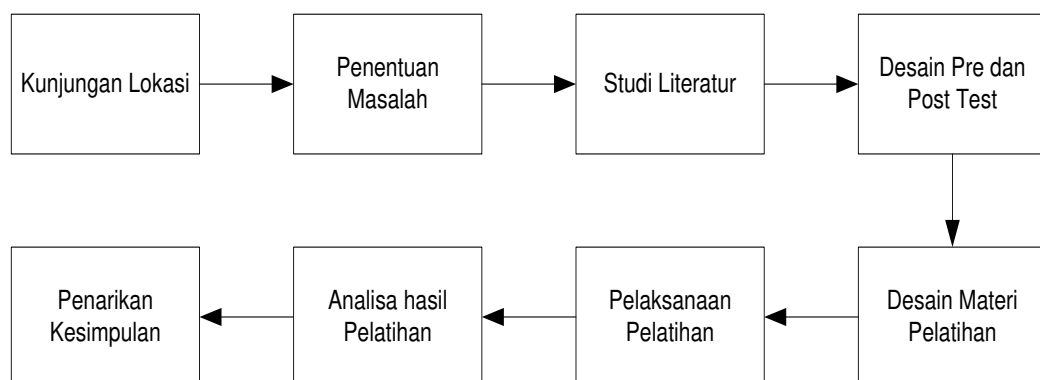 Kunjungan Lokasi
Penentuan
Masalah
Studi Literatur
Desain Pre dan
Post Test
Desain Materi
Pelatihan
Pelaksanaan
Pelatihan
Analisa hasil
Pelatihan
Penarikan
Kesimpulan